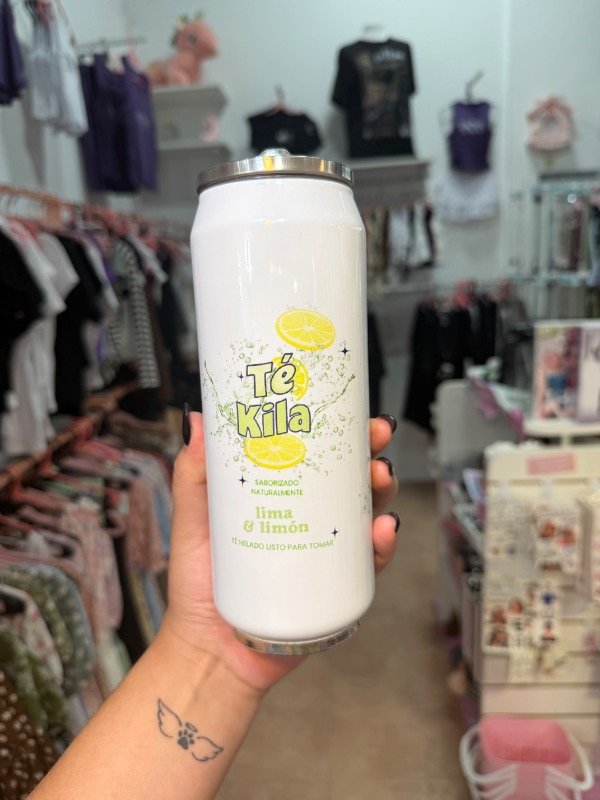 Té
Kila
SABORIZADO
NATURALMENTE
lima
& limón
TÉ HELADO LISTO PARA TOMAR